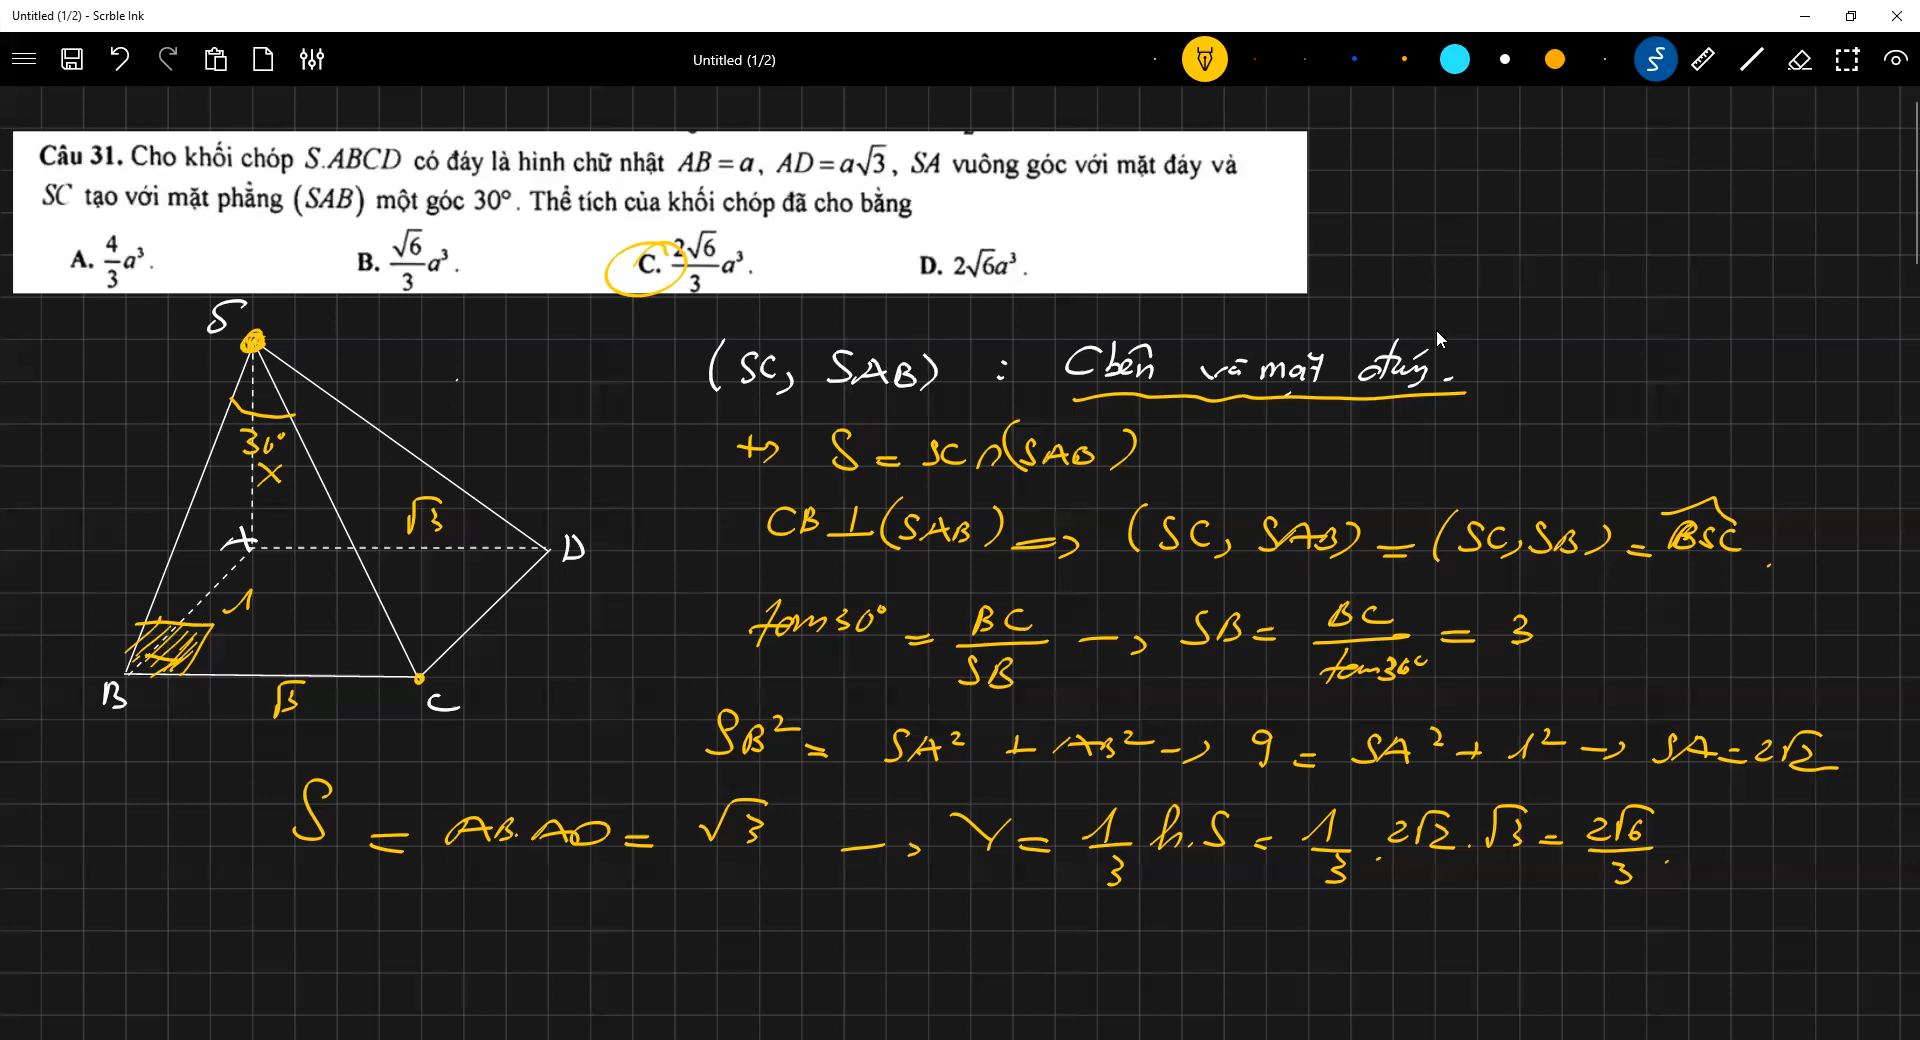 Untitled (1/2) - Scrble Ink
Untitled (1/2)
Câu 31. Cho khối chóp S.ABCD có đáy là hình chữ nhật AB = a, AD = a√3, SA vuông góc với mặt đáy và
SC tạo với mặt phẳng (SAB) một góc 30°. Thể tích của khối chóp đã cho bằng
A. 4/3 a³. B. √6/3 a³. C. 2√6/3 a³. D. 2√6a³.
S
30°
X
√3
A
D
1
B
√3
C
(SC, SAB) : C bên và mặt đáy.
+> S = SC ∩ (SAB)
CB ⊥ (SAB) => (SC, SAB) = (SC, SB) = BSC.
tan30° = BC/SB -> SB = BC/tan30° = 3
SB² = SA² + AB² -> 9 = SA² + 1² -> SA = 2√2
S = AB.AD = √3 -> V = 1/3 h.S = 1/3 . 2√2 . √3 = 2√6/3.